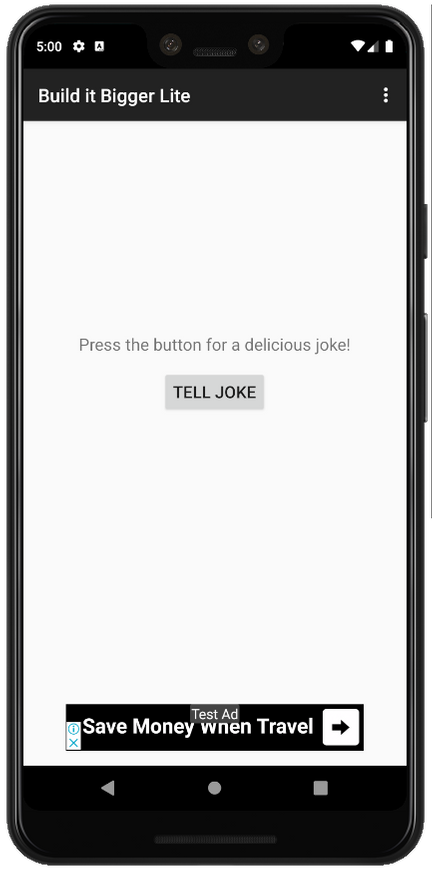 5:00
Build it Bigger Lite
Press the button for a delicious joke!
TELL JOKE
Test Ad
Save Money When Travel